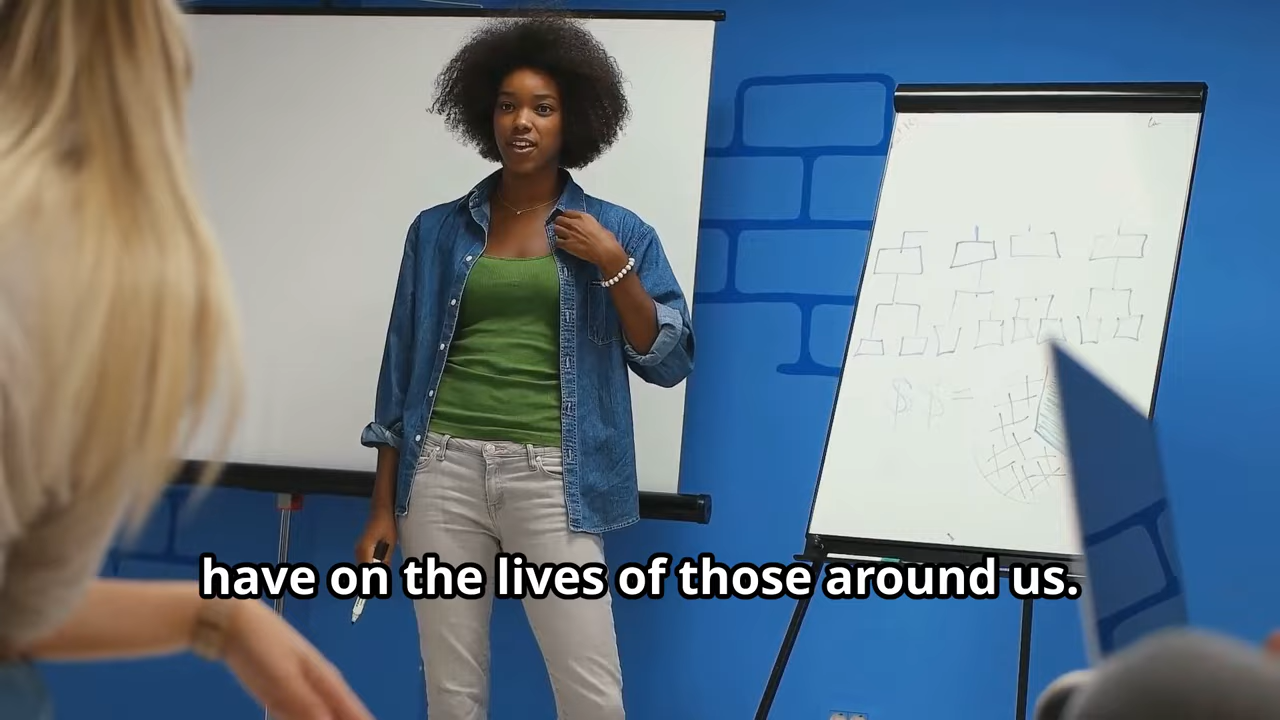 $ $ =
have on the lives of those around us.